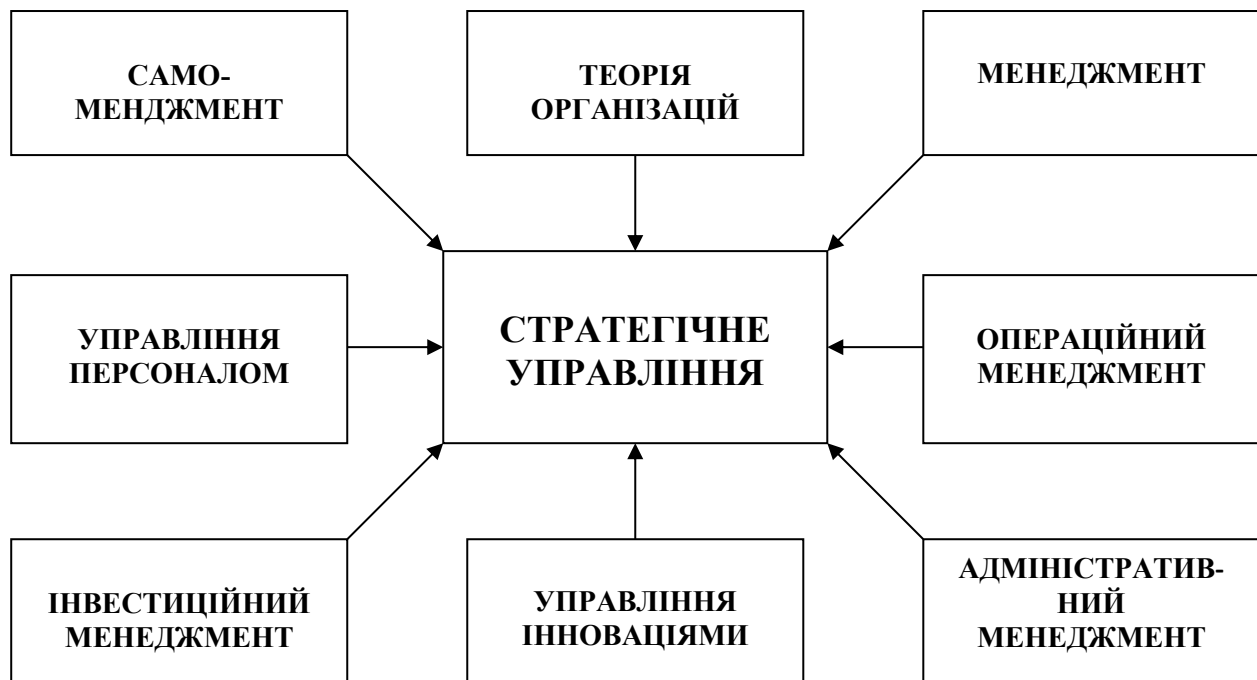 САМО-
МЕНДЖМЕНТ
ТЕОРІЯ
ОРГАНІЗАЦІЙ
МЕНЕДЖМЕНТ
УПРАВЛІННЯ
ПЕРСОНАЛОМ
СТРАТЕГІЧНЕ
УПРАВЛІННЯ
ОПЕРАЦІЙНИЙ
МЕНЕДЖМЕНТ
ІНВЕСТИЦІЙНИЙ
МЕНЕДЖМЕНТ
УПРАВЛІННЯ
ІННОВАЦІЯМИ
АДМІНІСТРАТИВ-
НИЙ
МЕНЕДЖМЕНТ